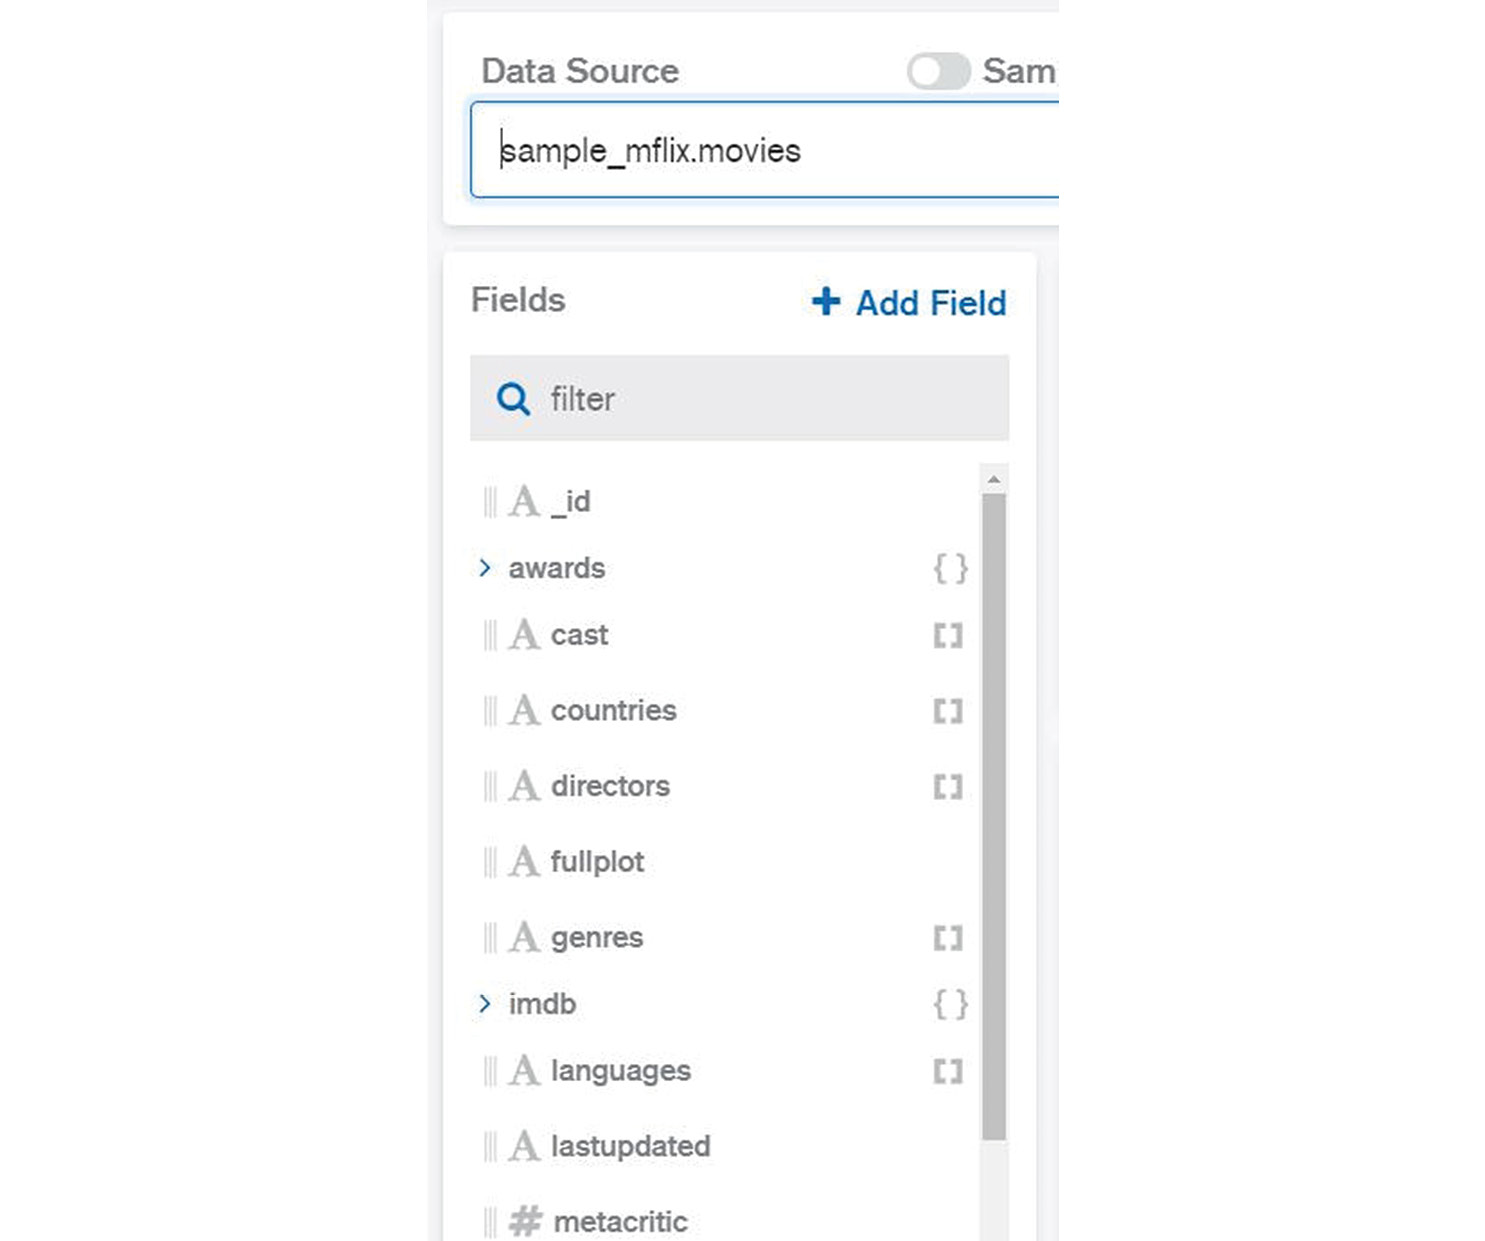 Data Source Sam
sample_mflix.movies
Fields + Add Field
filter
A _id
awards { }
A cast [ ]
A countries [ ]
A directors [ ]
A fullplot
A genres [ ]
imdb { }
A languages [ ]
A lastupdated
# metacritic